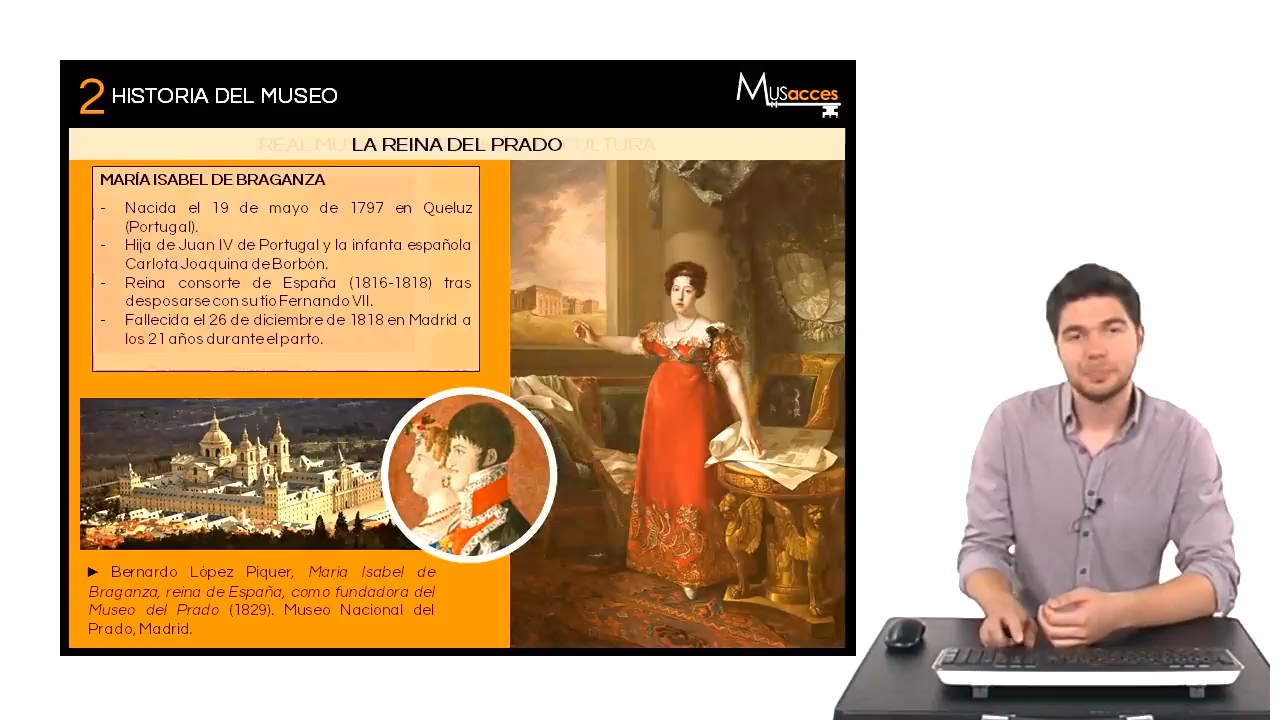 2 HISTORIA DEL MUSEO
Musacces
LA REINA DEL PRADO
MARÍA ISABEL DE BRAGANZA
- Nacida el 19 de mayo de 1797 en Queluz
(Portugal).
- Hija de Juan IV de Portugal y la infanta española
Carlota Joaquina de Borbón.
- Reina consorte de España (1816-1818) tras
desposarse con su tío Fernando VII.
- Fallecida el 26 de diciembre de 1818 en Madrid a
los 21 años durante el parto.
► Bernardo López Piquer, María Isabel de
Braganza, reina de España, como fundadora del
Museo del Prado (1829). Museo Nacional del
Prado, Madrid.